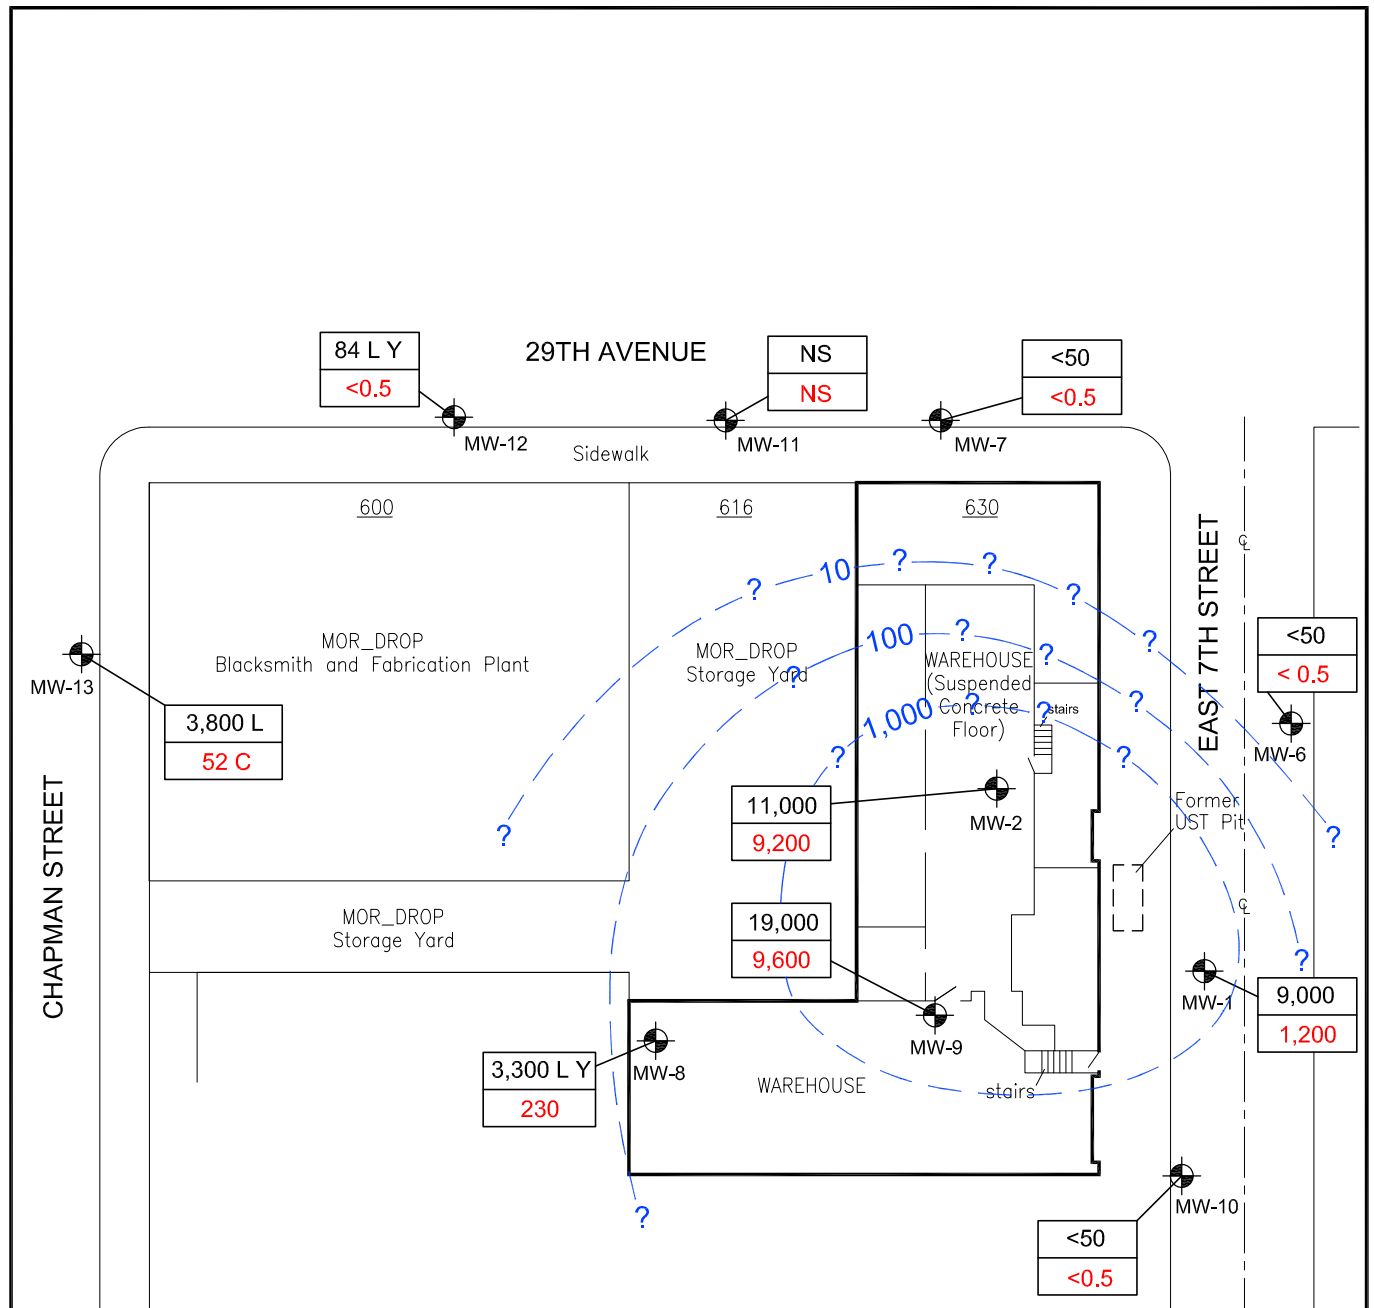 84 L Y
<0.5
29TH AVENUE
NS
NS
<50
<0.5
MW-12
MW-11
MW-7
Sidewalk
600
616
630
EAST 7TH STREET
℄
? 10 ? ?
? ?
100 ? ?
? ?
1,000 ? ?
? ?
MOR_DROP
Blacksmith and Fabrication Plant
MOR_DROP
Storage Yard
WAREHOUSE
(Suspended
Concrete
Floor)
stairs
<50
< 0.5
MW-6
MW-13
3,800 L
52 C
CHAPMAN STREET
11,000
9,200
MW-2
Former
UST Pit
?
?
℄
MOR_DROP
Storage Yard
19,000
9,600
MW-9
?
MW-1
9,000
1,200
3,300 L Y
230
MW-8
WAREHOUSE
stairs
?
MW-10
<50
<0.5